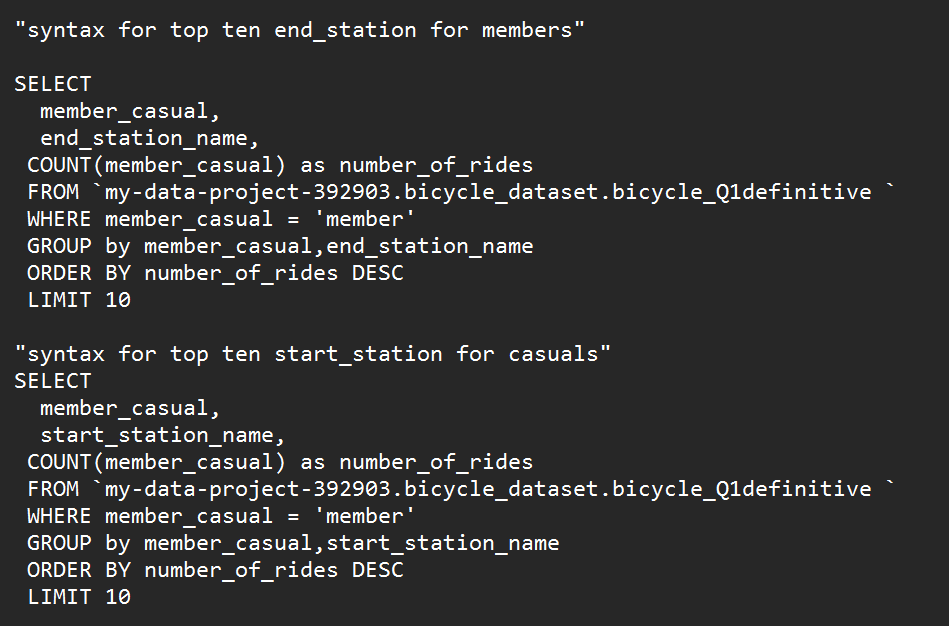 "syntax for top ten end_station for members"
SELECT
member_casual,
end_station_name,
COUNT(member_casual) as number_of_rides
FROM `my-data-project-392903.bicycle_dataset.bicycle_Q1definitive `
WHERE member_casual = 'member'
GROUP by member_casual,end_station_name
ORDER BY number_of_rides DESC
LIMIT 10
"syntax for top ten start_station for casuals"
SELECT
member_casual,
start_station_name,
COUNT(member_casual) as number_of_rides
FROM `my-data-project-392903.bicycle_dataset.bicycle_Q1definitive `
WHERE member_casual = 'member'
GROUP by member_casual,start_station_name
ORDER BY number_of_rides DESC
LIMIT 10